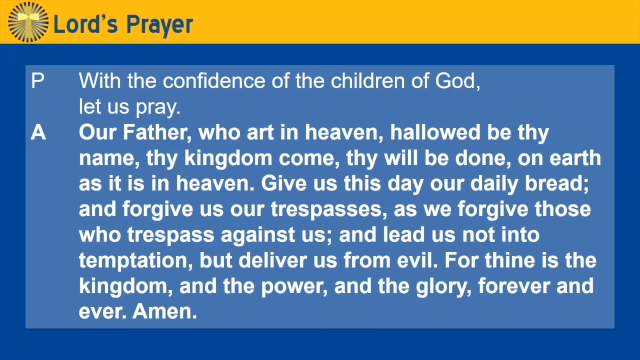 Lord's Prayer
P With the confidence of the children of God,
let us pray.
A Our Father, who art in heaven, hallowed be thy
name, thy kingdom come, thy will be done, on earth
as it is in heaven. Give us this day our daily bread;
and forgive us our trespasses, as we forgive those
who trespass against us; and lead us not into
temptation, but deliver us from evil. For thine is the
kingdom, and the power, and the glory, forever and
ever. Amen.